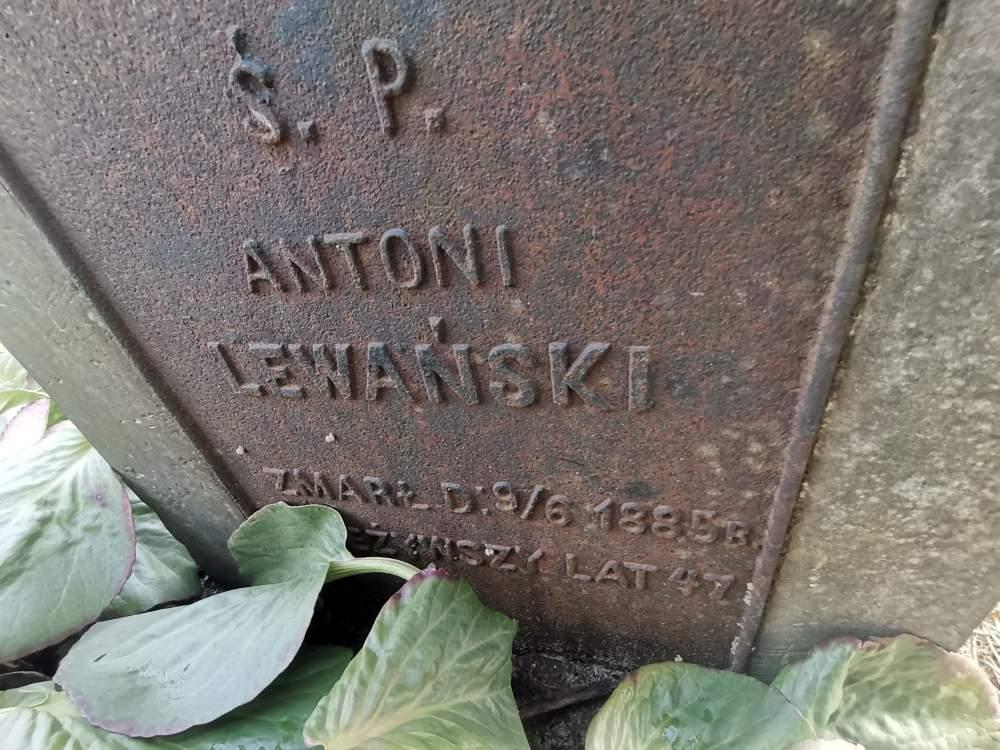 Ś. P.
ANTONI
LEWAŃSKI
ZMARŁ D. 9/6 1885 R.
LAT 47